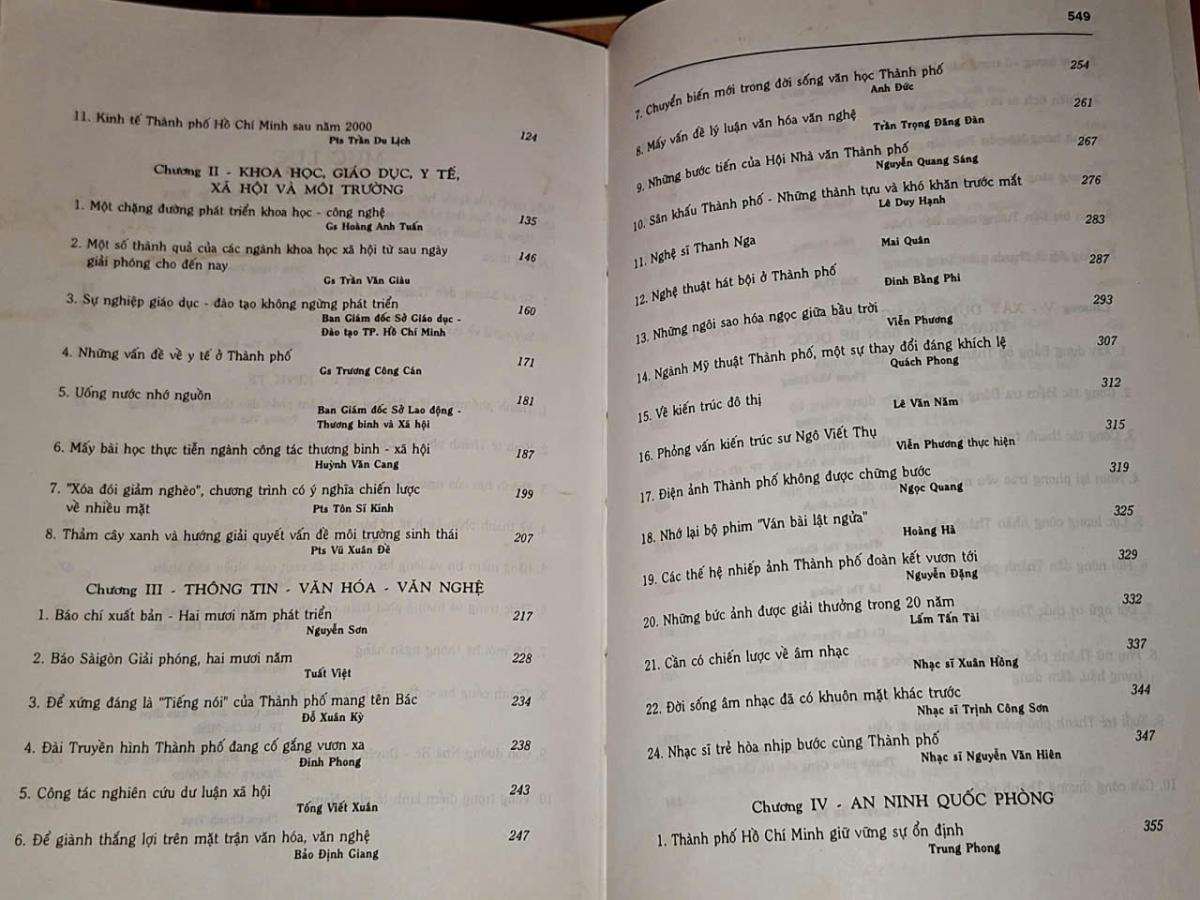 11. Kinh tế Thành phố Hồ Chí Minh sau năm 2000 124
Pts Trần Du Lịch
Chương II - KHOA HỌC, GIÁO DỤC, Y TẾ,
XÃ HỘI VÀ MÔI TRƯỜNG
1. Một chặng đường phát triển khoa học - công nghệ 135
Gs Hoàng Anh Tuấn
2. Một số thành quả của các ngành khoa học xã hội từ sau ngày 146
giải phóng cho đến nay
Gs Trần Văn Giàu
3. Sự nghiệp giáo dục - đào tạo không ngừng phát triển 160
Ban Giám đốc Sở Giáo dục -
Đào tạo TP. Hồ Chí Minh
4. Những vấn đề về y tế ở Thành phố 171
Gs Trương Công Cán
5. Uống nước nhớ nguồn 181
Ban Giám đốc Sở Lao động -
Thương binh và Xã hội
6. Mấy bài học thực tiễn ngành công tác thương binh - xã hội 187
Huỳnh Văn Cang
7. "Xóa đói giảm nghèo", chương trình có ý nghĩa chiến lược 199
về nhiều mặt
Pts Tôn Sĩ Kinh
8. Thảm cây xanh và hướng giải quyết vấn đề môi trường sinh thái 207
Pts Vũ Xuân Đề
Chương III - THÔNG TIN - VĂN HÓA - VĂN NGHỆ
1. Báo chí xuất bản - Hai mươi năm phát triển 217
Nguyễn Sơn
2. Báo Sàigòn Giải phóng, hai mươi năm 228
Tuất Việt
3. Để xứng đáng là "Tiếng nói" của Thành phố mang tên Bác 234
Đỗ Xuân Kỳ
4. Đài Truyền hình Thành phố đang cố gắng vươn xa 238
Đinh Phong
5. Công tác nghiên cứu dư luận xã hội 243
Tống Viết Xuân
6. Để giành thắng lợi trên mặt trận văn hóa, văn nghệ 247
Bảo Định Giang
549
7. Chuyển biến mới trong đời sống văn học Thành phố 254
Anh Đức
8. Mấy vấn đề lý luận văn hóa văn nghệ 261
Trần Trọng Đăng Đàn
9. Những bước tiến của Hội Nhà văn Thành phố 267
Nguyễn Quang Sáng
10. Sân khấu Thành phố - Những thành tựu và khó khăn trước mắt 276
Lê Duy Hạnh
11. Nghệ sĩ Thanh Nga 283
Mai Quân
12. Nghệ thuật hát bội ở Thành phố 287
Đinh Bằng Phi
13. Những ngôi sao hóa ngọc giữa bầu trời 293
Viễn Phương
14. Ngành Mỹ thuật Thành phố, một sự thay đổi đáng khích lệ 307
Quách Phong
15. Về kiến trúc đô thị 312
Lê Văn Năm
16. Phỏng vấn kiến trúc sư Ngô Viết Thụ 315
Viễn Phương thực hiện
17. Điện ảnh Thành phố không được chững bước 319
Ngọc Quang
18. Nhớ lại bộ phim "Ván bài lật ngửa" 325
Hoàng Hà
19. Các thế hệ nhiếp ảnh Thành phố đoàn kết vươn tới 329
Nguyễn Đặng
20. Những bức ảnh được giải thưởng trong 20 năm 332
Lấm Tấn Tài
21. Cần có chiến lược về âm nhạc 337
Nhạc sĩ Xuân Hồng
22. Đời sống âm nhạc đã có khuôn mặt khác trước 344
Nhạc sĩ Trịnh Công Sơn
24. Nhạc sĩ trẻ hòa nhịp bước cùng Thành phố 347
Nhạc sĩ Nguyễn Văn Hiên
Chương IV - AN NINH QUỐC PHÒNG
1. Thành phố Hồ Chí Minh giữ vững sự ổn định 355
Trung Phong